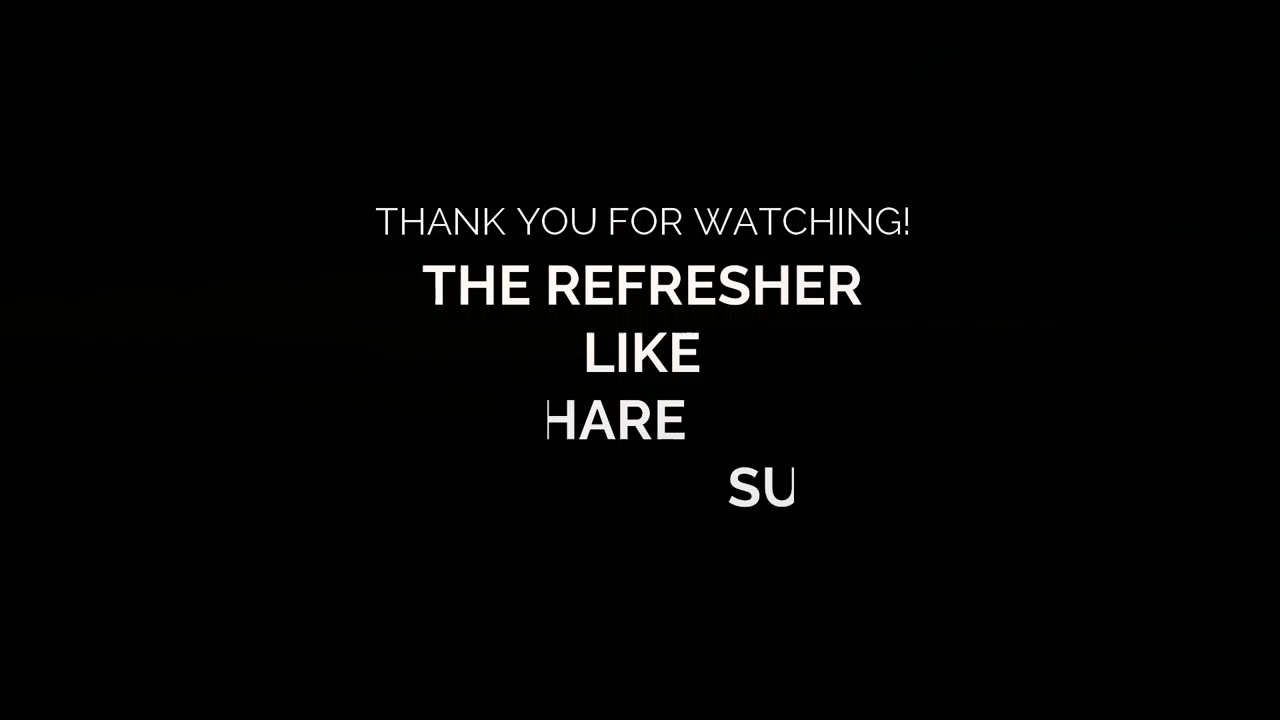 THANK YOU FOR WATCHING!
THE REFRESHER
LIKE
HARE
SU